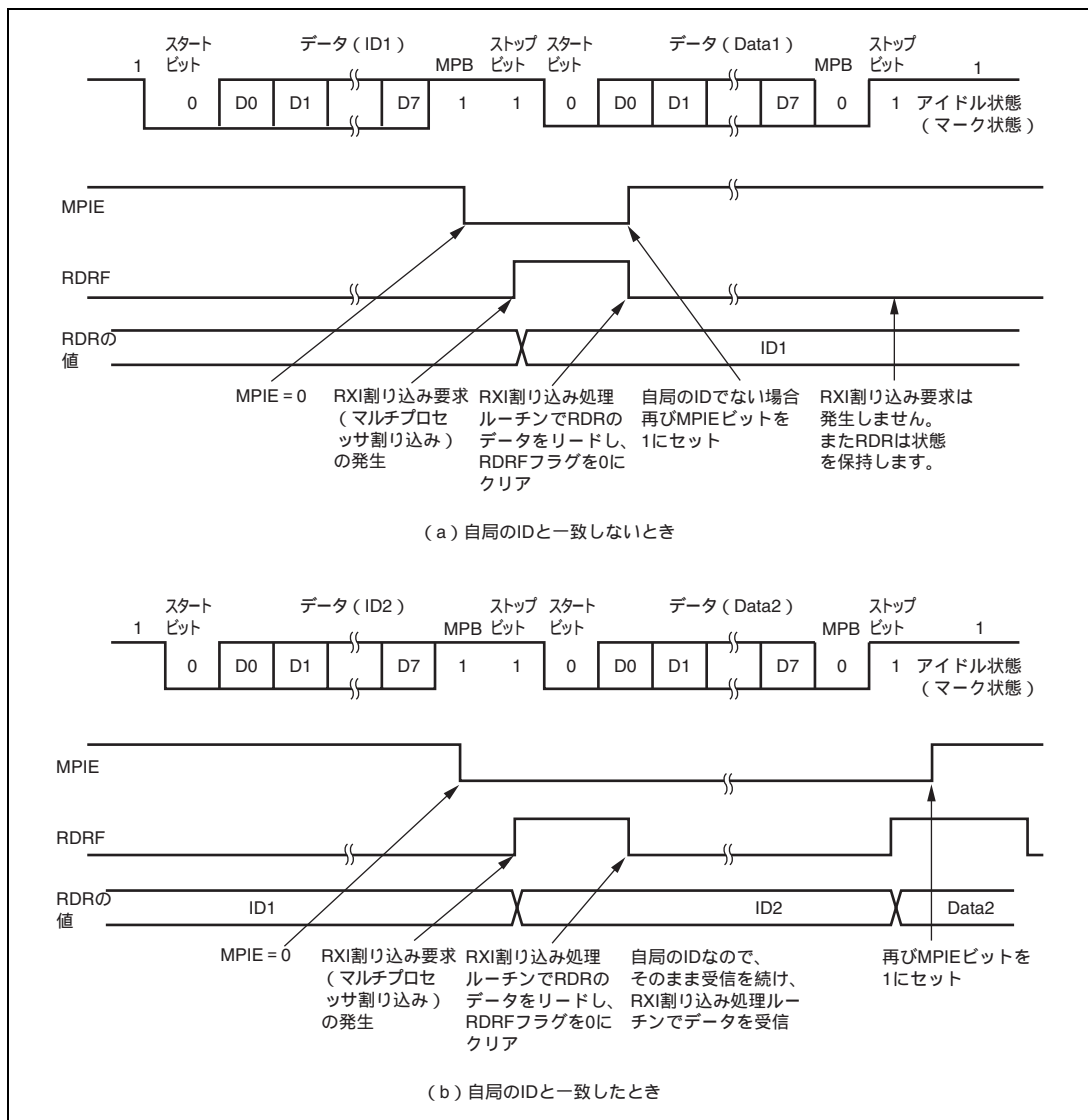 スタート
ビット
データ（ID1）
ストップ
ビット
スタート
ビット
データ（Data1）
ストップ
ビット
1 MPB MPB 1
0 D0 D1 D7 1 1 0 D0 D1 D7 0 1 アイドル状態
（マーク状態）
MPIE
RDRF
RDRの
値
ID1
MPIE = 0
RXI割り込み要求
（マルチプロセ
ッサ割り込み）
の発生
RXI割り込み処理
ルーチンでRDRの
データをリードし、
RDRFフラグを0に
クリア
自局のIDでない場合
再びMPIEビットを
1にセット
RXI割り込み要求は
発生しません。
またRDRは状態
を保持します。
（a）自局のIDと一致しないとき
スタート
ビット
データ（ID2）
ストップ
ビット
スタート
ビット
データ（Data2）
ストップ
ビット
1 MPB MPB 1
0 D0 D1 D7 1 1 0 D0 D1 D7 0 1 アイドル状態
（マーク状態）
MPIE
RDRF
RDRの
値
ID1 ID2 Data2
MPIE = 0
RXI割り込み要求
（マルチプロセ
ッサ割り込み）
の発生
RXI割り込み処理
ルーチンでRDRの
データをリードし、
RDRFフラグを0に
クリア
自局のIDなので、
そのまま受信を続け、
RXI割り込み処理ルー
チンでデータを受信
再びMPIEビットを
1にセット
（b）自局のIDと一致したとき